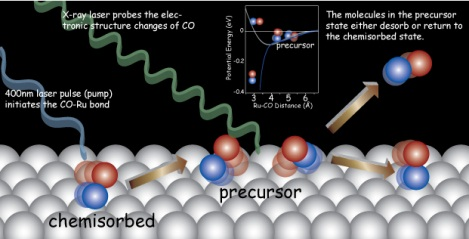 X-ray laser probes the elec-
tronic structure changes of CO
400nm laser pulse (pump)
initiates the CO-Ru bond
Potential Energy (eV)
0
-0.2
-0.4
precursor
3 4 5 6
Ru-CO Distance (Å)
The molecules in the precursor
state either desorb or return to
the chemisorbed state.
chemisorbed
precursor